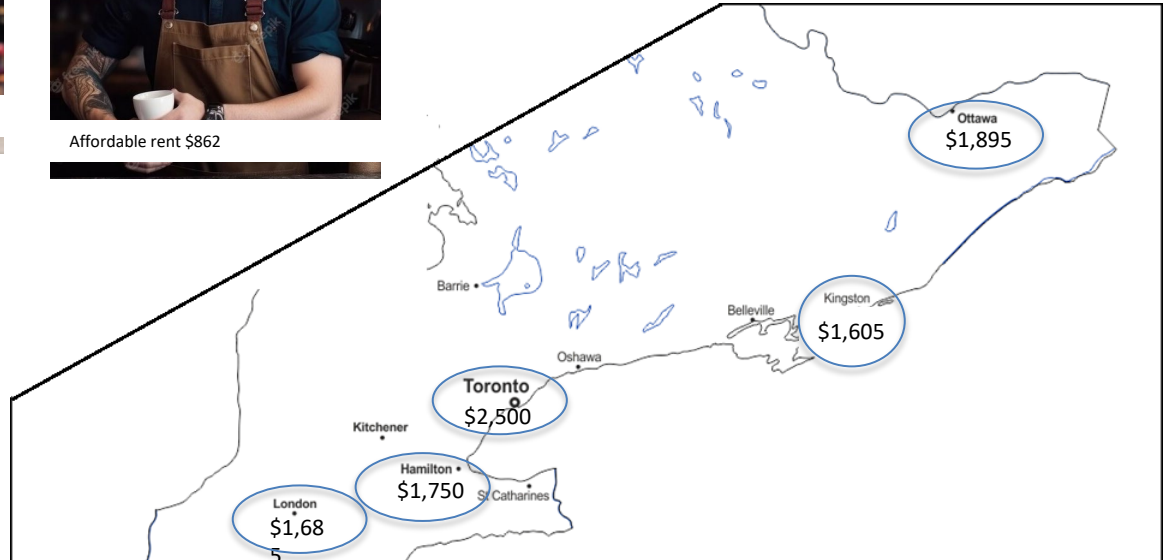 Affordable rent $862
Ottawa
$1,895
Barrie
Kingston
Belleville
$1,605
Oshawa
Toronto
$2,500
Kitchener
Hamilton
$1,750
St Catharines
London
$1,68
5